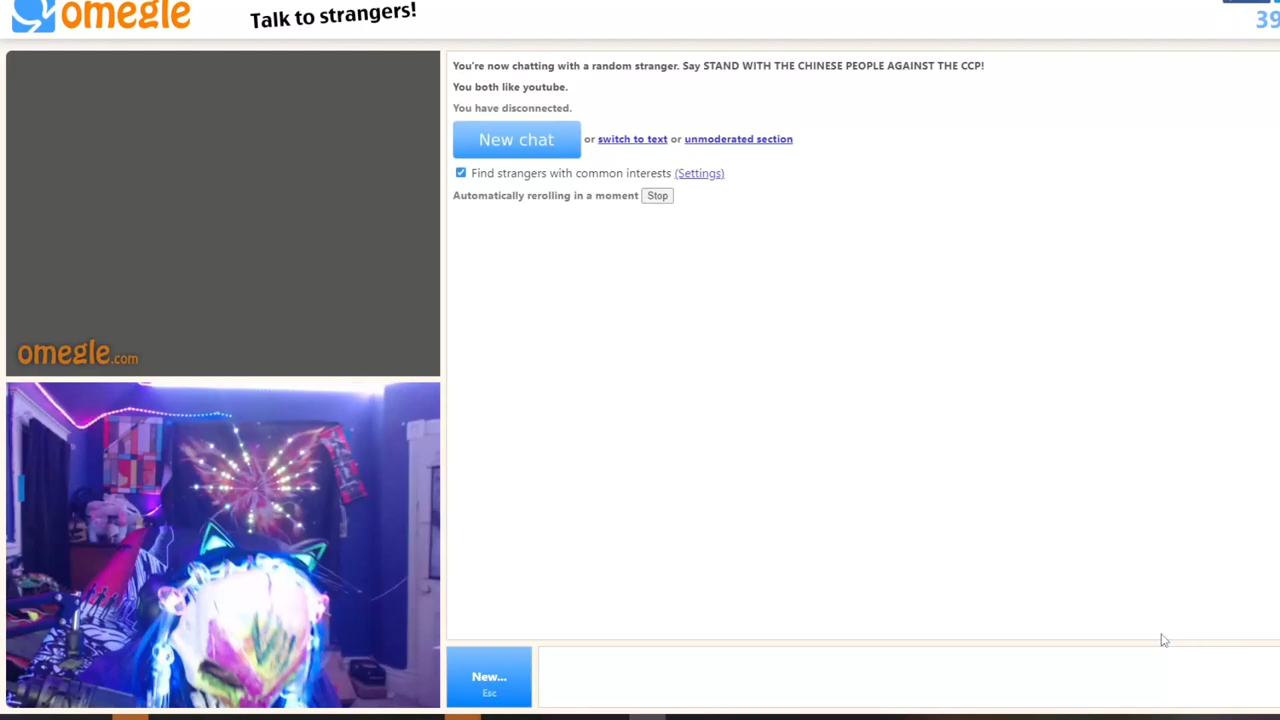 omegle
Talk to strangers!
39
You're now chatting with a random stranger. Say STAND WITH THE CHINESE PEOPLE AGAINST THE CCP!
You both like youtube.
You have disconnected.
New chat or switch to text or unmoderated section
Find strangers with common interests (Settings)
Automatically rerolling in a moment Stop
omegle.com
New...
Esc